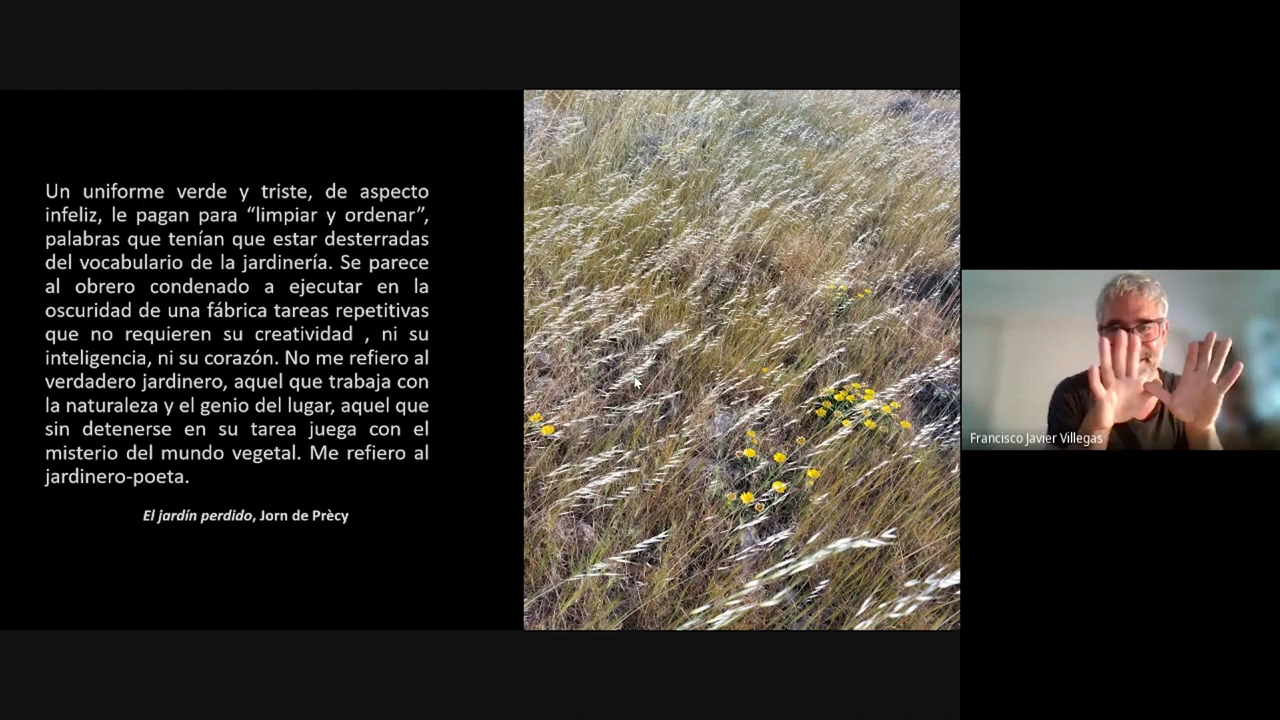 Un uniforme verde y triste, de aspecto
infeliz, le pagan para “limpiar y ordenar”,
palabras que tenían que estar desterradas
del vocabulario de la jardinería. Se parece
al obrero condenado a ejecutar en la
oscuridad de una fábrica tareas repetitivas
que no requieren su creatividad , ni su
inteligencia, ni su corazón. No me refiero al
verdadero jardinero, aquel que trabaja con
la naturaleza y el genio del lugar, aquel que
sin detenerse en su tarea juega con el
misterio del mundo vegetal. Me refiero al
jardinero-poeta.
El jardín perdido, Jorn de Prècy
Francisco Javier Villegas